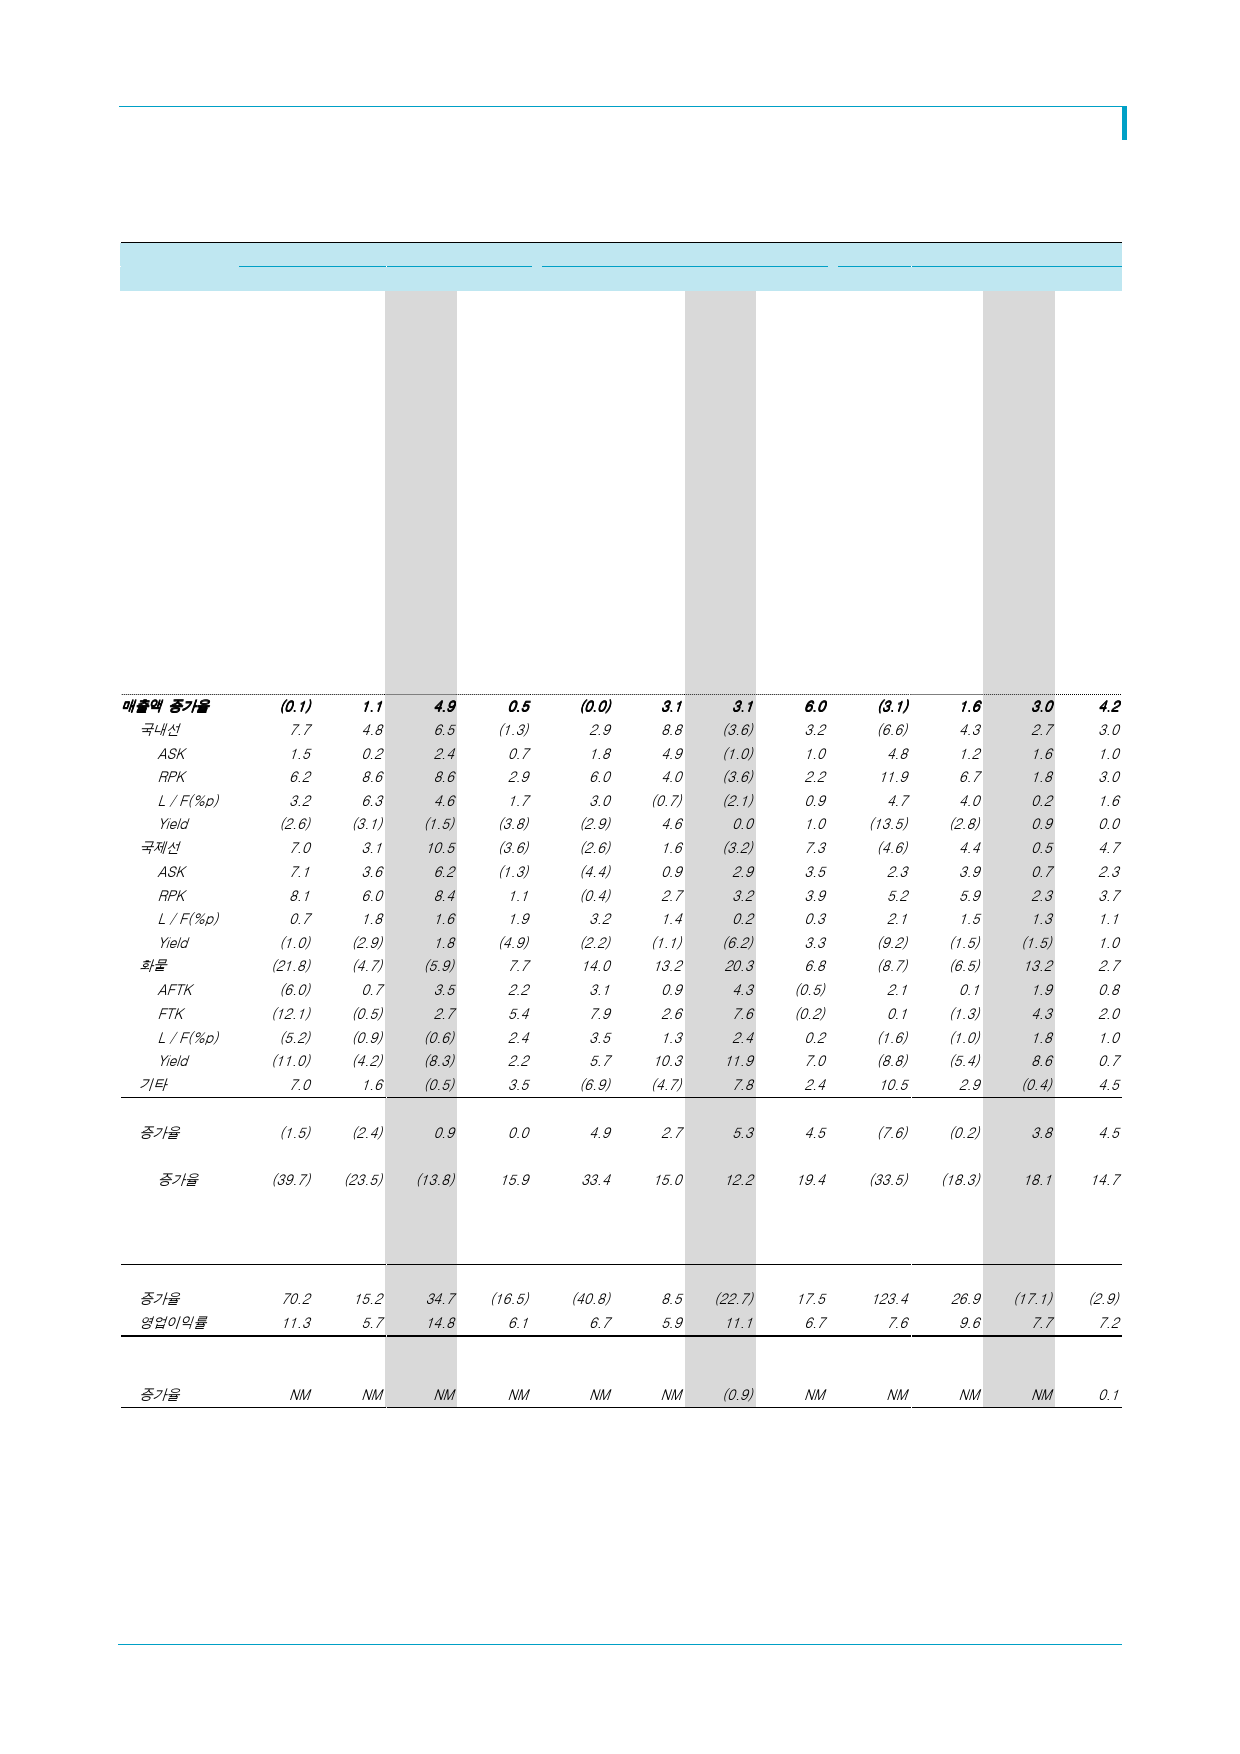 매출액 증가율 (0.1) 1.1 4.9 0.5 (0.0) 3.1 3.1 6.0 (3.1) 1.6 3.0 4.2
국내선 7.7 4.8 6.5 (1.3) 2.9 8.8 (3.6) 3.2 (6.6) 4.3 2.7 3.0
ASK 1.5 0.2 2.4 0.7 1.8 4.9 (1.0) 1.0 4.8 1.2 1.6 1.0
RPK 6.2 8.6 8.6 2.9 6.0 4.0 (3.6) 2.2 11.9 6.7 1.8 3.0
L / F(%p) 3.2 6.3 4.6 1.7 3.0 (0.7) (2.1) 0.9 4.7 4.0 0.2 1.6
Yield (2.6) (3.1) (1.5) (3.8) (2.9) 4.6 0.0 1.0 (13.5) (2.8) 0.9 0.0
국제선 7.0 3.1 10.5 (3.6) (2.6) 1.6 (3.2) 7.3 (4.6) 4.4 0.5 4.7
ASK 7.1 3.6 6.2 (1.3) (4.4) 0.9 2.9 3.5 2.3 3.9 0.7 2.3
RPK 8.1 6.0 8.4 1.1 (0.4) 2.7 3.2 3.9 5.2 5.9 2.3 3.7
L / F(%p) 0.7 1.8 1.6 1.9 3.2 1.4 0.2 0.3 2.1 1.5 1.3 1.1
Yield (1.0) (2.9) 1.8 (4.9) (2.2) (1.1) (6.2) 3.3 (9.2) (1.5) (1.5) 1.0
화물 (21.8) (4.7) (5.9) 7.7 14.0 13.2 20.3 6.8 (8.7) (6.5) 13.2 2.7
AFTK (6.0) 0.7 3.5 2.2 3.1 0.9 4.3 (0.5) 2.1 0.1 1.9 0.8
FTK (12.1) (0.5) 2.7 5.4 7.9 2.6 7.6 (0.2) 0.1 (1.3) 4.3 2.0
L / F(%p) (5.2) (0.9) (0.6) 2.4 3.5 1.3 2.4 0.2 (1.6) (1.0) 1.8 1.0
Yield (11.0) (4.2) (8.3) 2.2 5.7 10.3 11.9 7.0 (8.8) (5.4) 8.6 0.7
기타 7.0 1.6 (0.5) 3.5 (6.9) (4.7) 7.8 2.4 10.5 2.9 (0.4) 4.5
증가율 (1.5) (2.4) 0.9 0.0 4.9 2.7 5.3 4.5 (7.6) (0.2) 3.8 4.5
증가율 (39.7) (23.5) (13.8) 15.9 33.4 15.0 12.2 19.4 (33.5) (18.3) 18.1 14.7
증가율 70.2 15.2 34.7 (16.5) (40.8) 8.5 (22.7) 17.5 123.4 26.9 (17.1) (2.9)
영업이익률 11.3 5.7 14.8 6.1 6.7 5.9 11.1 6.7 7.6 9.6 7.7 7.2
증가율 NM NM NM NM NM NM (0.9) NM NM NM NM 0.1